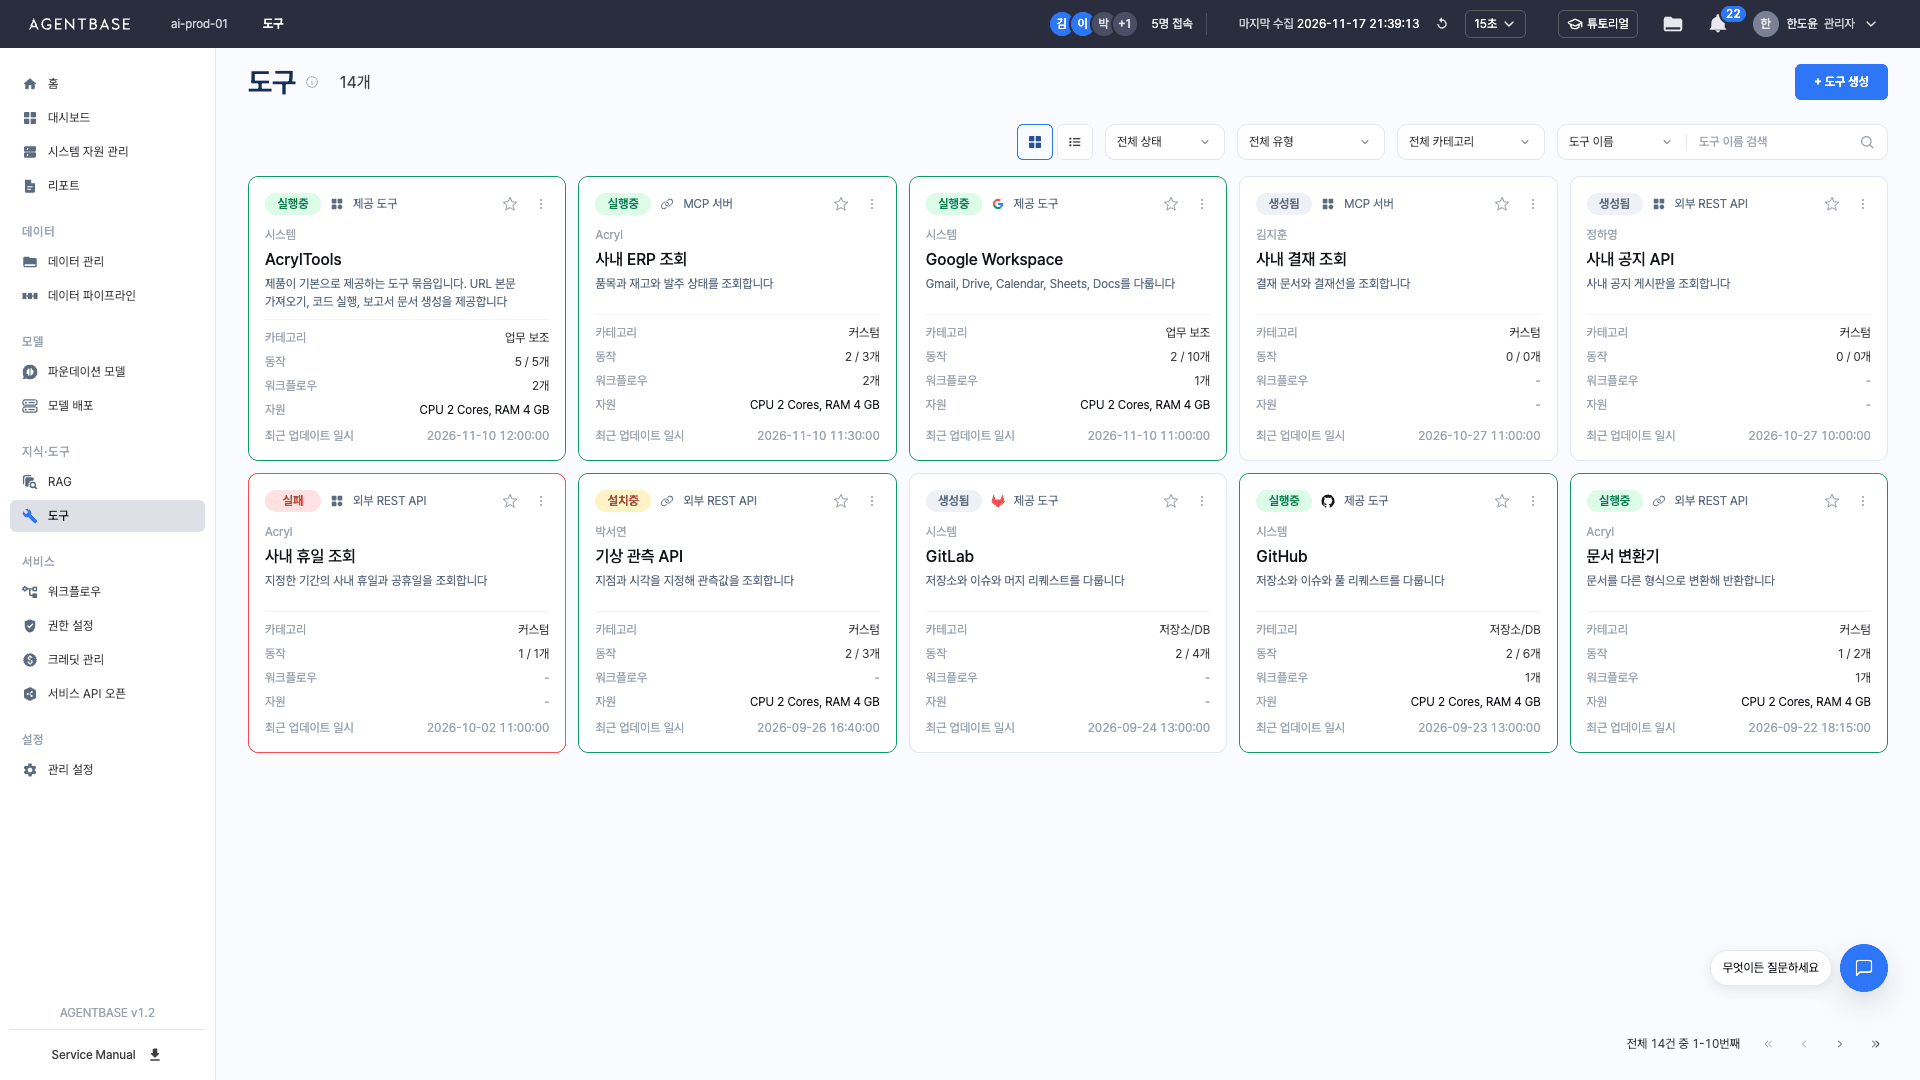 AGENTBASE
ai-prod-01
도구
김 이 박 +1 5명 접속
마지막 수집 2026-11-17 21:39:13
15초
튜토리얼
22
한 한도윤 관리자
홈
대시보드
시스템 자원 관리
리포트
데이터
데이터 관리
데이터 파이프라인
모델
파운데이션 모델
모델 배포
지식·도구
RAG
도구
서비스
워크플로우
권한 설정
크레딧 관리
서비스 API 오픈
설정
관리 설정
AGENTBASE v1.2
Service Manual
도구 14개
+ 도구 생성
전체 상태
전체 유형
전체 카테고리
도구 이름
도구 이름 검색
실행중 제공 도구
시스템
AcrylTools
제품이 기본으로 제공하는 도구 묶음입니다. URL 본문
가져오기, 코드 실행, 보고서 문서 생성을 제공합니다
카테고리 업무 보조
동작 5 / 5개
워크플로우 2개
자원 CPU 2 Cores, RAM 4 GB
최근 업데이트 일시 2026-11-10 12:00:00
실행중 MCP 서버
Acryl
사내 ERP 조회
품목과 재고와 발주 상태를 조회합니다
카테고리 커스텀
동작 2 / 3개
워크플로우 2개
자원 CPU 2 Cores, RAM 4 GB
최근 업데이트 일시 2026-11-10 11:30:00
실행중 제공 도구
시스템
Google Workspace
Gmail, Drive, Calendar, Sheets, Docs를 다룹니다
카테고리 업무 보조
동작 2 / 10개
워크플로우 1개
자원 CPU 2 Cores, RAM 4 GB
최근 업데이트 일시 2026-11-10 11:00:00
생성됨 MCP 서버
김지훈
사내 결재 조회
결재 문서와 결재선을 조회합니다
카테고리 커스텀
동작 0 / 0개
워크플로우 -
자원 -
최근 업데이트 일시 2026-10-27 11:00:00
생성됨 외부 REST API
정하영
사내 공지 API
사내 공지 게시판을 조회합니다
카테고리 커스텀
동작 0 / 0개
워크플로우 -
자원 -
최근 업데이트 일시 2026-10-27 10:00:00
실패 외부 REST API
Acryl
사내 휴일 조회
지정한 기간의 사내 휴일과 공휴일을 조회합니다
카테고리 커스텀
동작 1 / 1개
워크플로우 -
자원 -
최근 업데이트 일시 2026-10-02 11:00:00
설치중 외부 REST API
박서연
기상 관측 API
지점과 시각을 지정해 관측값을 조회합니다
카테고리 커스텀
동작 2 / 3개
워크플로우 -
자원 CPU 2 Cores, RAM 4 GB
최근 업데이트 일시 2026-09-26 16:40:00
생성됨 제공 도구
시스템
GitLab
저장소와 이슈와 머지 리퀘스트를 다룹니다
카테고리 저장소/DB
동작 2 / 4개
워크플로우 -
자원 -
최근 업데이트 일시 2026-09-24 13:00:00
실행중 제공 도구
시스템
GitHub
저장소와 이슈와 풀 리퀘스트를 다룹니다
카테고리 저장소/DB
동작 2 / 6개
워크플로우 1개
자원 CPU 2 Cores, RAM 4 GB
최근 업데이트 일시 2026-09-23 13:00:00
실행중 외부 REST API
Acryl
문서 변환기
문서를 다른 형식으로 변환해 반환합니다
카테고리 커스텀
동작 1 / 2개
워크플로우 1개
자원 CPU 2 Cores, RAM 4 GB
최근 업데이트 일시 2026-09-22 18:15:00
무엇이든 질문하세요
전체 14건 중 1-10번째